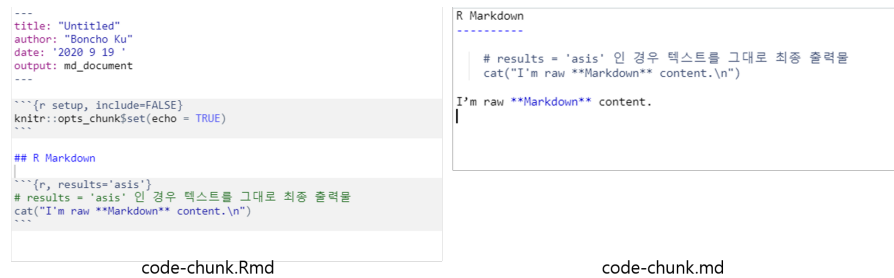 ---
title: "Untitled"
author: "Boncho Ku"
date: '2020 9 19 '
output: md_document
---
```{r setup, include=FALSE}
knitr::opts_chunk$set(echo = TRUE)
```
## R Markdown
```{r, results='asis'}
# results = 'asis' 인 경우 텍스트를 그대로 최종 출력물
cat("I'm raw **Markdown** content.\n")
```
code-chunk.Rmd
R Markdown
----------
# results = 'asis' 인 경우 텍스트를 그대로 최종 출력물
cat("I'm raw **Markdown** content.\n")
I’m raw **Markdown** content.
code-chunk.md